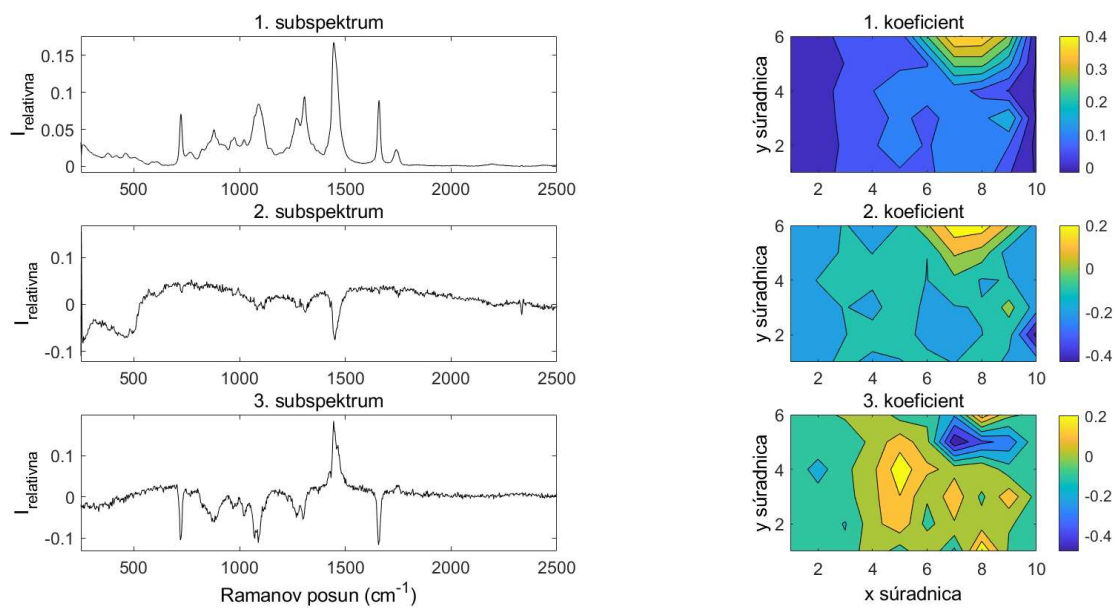 1. subspektrum
0.15
0.1
0.05
0
I_relativna
500 1000 1500 2000 2500
1. koeficient
6
4
2
y súradnica
2 4 6 8 10
0.4
0.3
0.2
0.1
0
2. subspektrum
0.1
0
-0.1
I_relativna
500 1000 1500 2000 2500
2. koeficient
6
4
2
y súradnica
2 4 6 8 10
0.2
0
-0.2
-0.4
3. subspektrum
0.1
0
-0.1
I_relativna
500 1000 1500 2000 2500
Ramanov posun (cm⁻¹)
3. koeficient
6
4
2
y súradnica
2 4 6 8 10
x súradnica
0.2
0
-0.2
-0.4